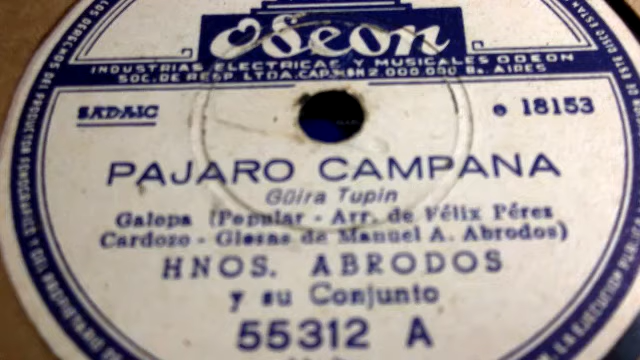 Odeon
INDUSTRIAS ELECTRICAS Y MUSICALES ODEON
SOC. DE RESP. LTDA. CAP. $ 2.000.000 Bs. AIRES
SADAIC
e 18153
PAJARO CAMPANA
Güira Tupin
Galopa (Popular - Arr. de Félix Péres
Cardozo - Glosas de Manuel A. Abrodos)
HNOS. ABRODOS
y su Conjunto
55312 A